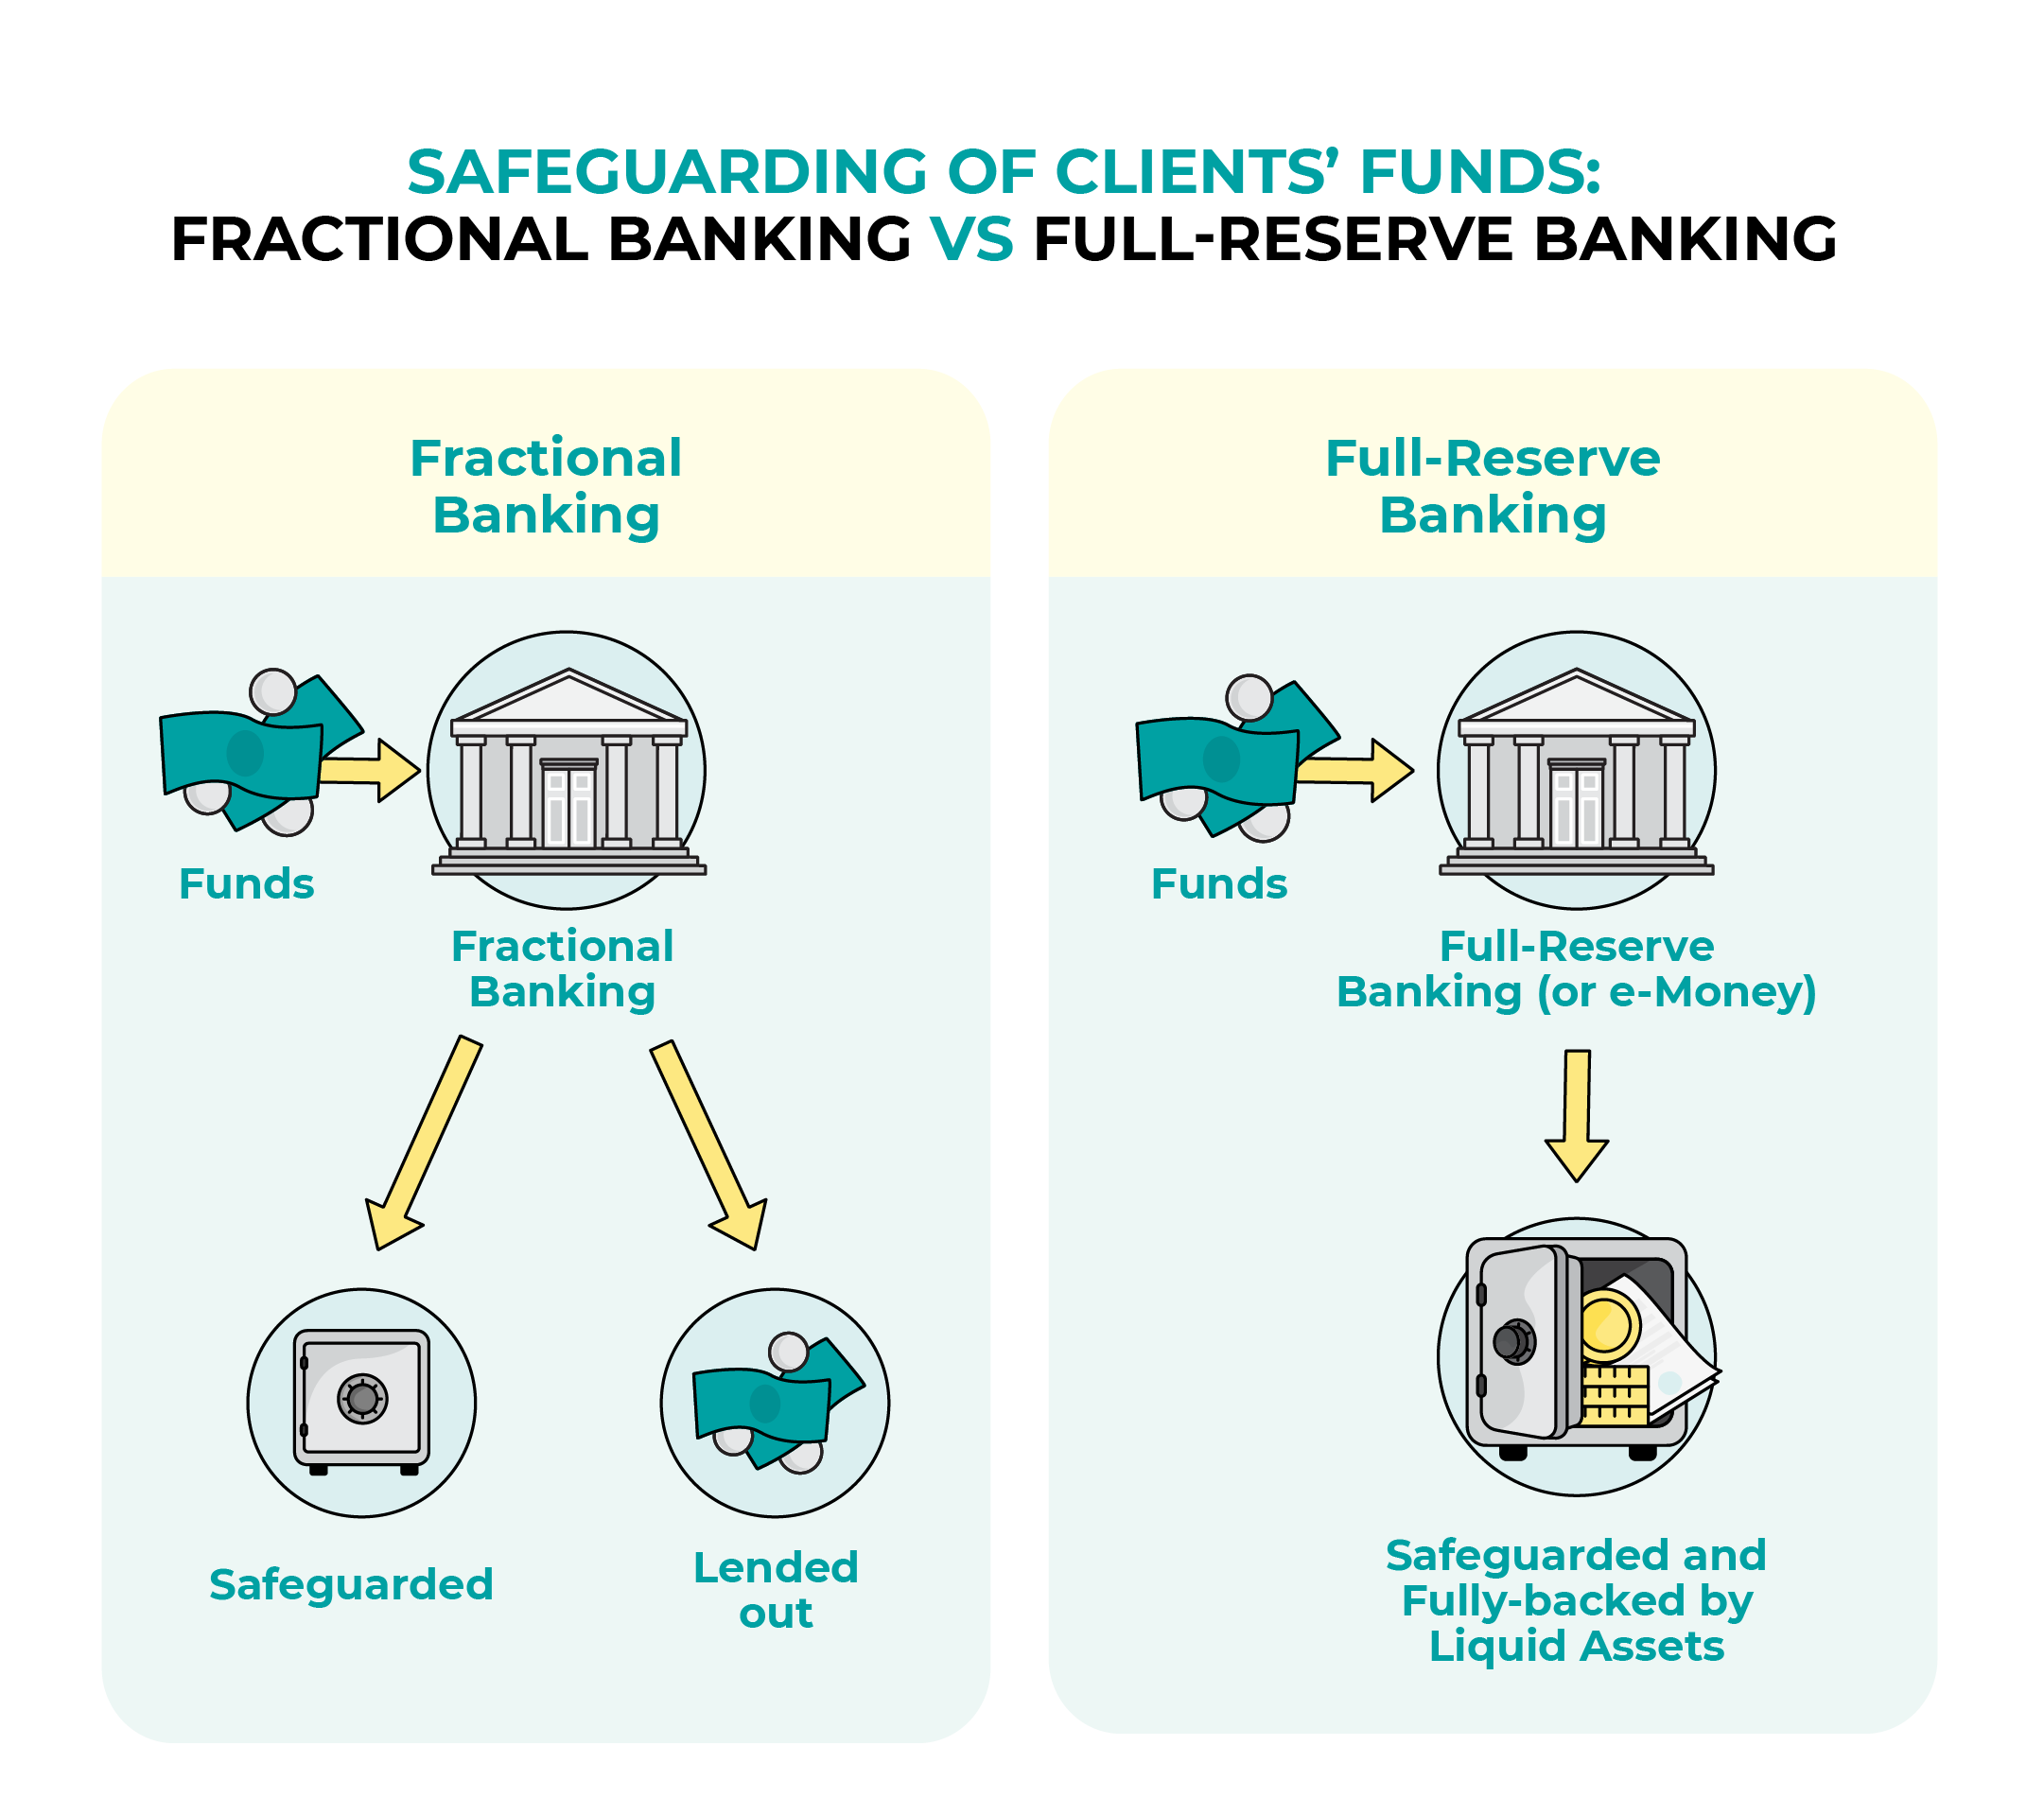 SAFEGUARDING OF CLIENTS’ FUNDS:
FRACTIONAL BANKING VS FULL-RESERVE BANKING
Fractional
Banking
Funds
Fractional
Banking
Safeguarded
Lended
out
Full-Reserve
Banking
Funds
Full-Reserve
Banking (or e-Money)
Safeguarded and
Fully-backed by
Liquid Assets